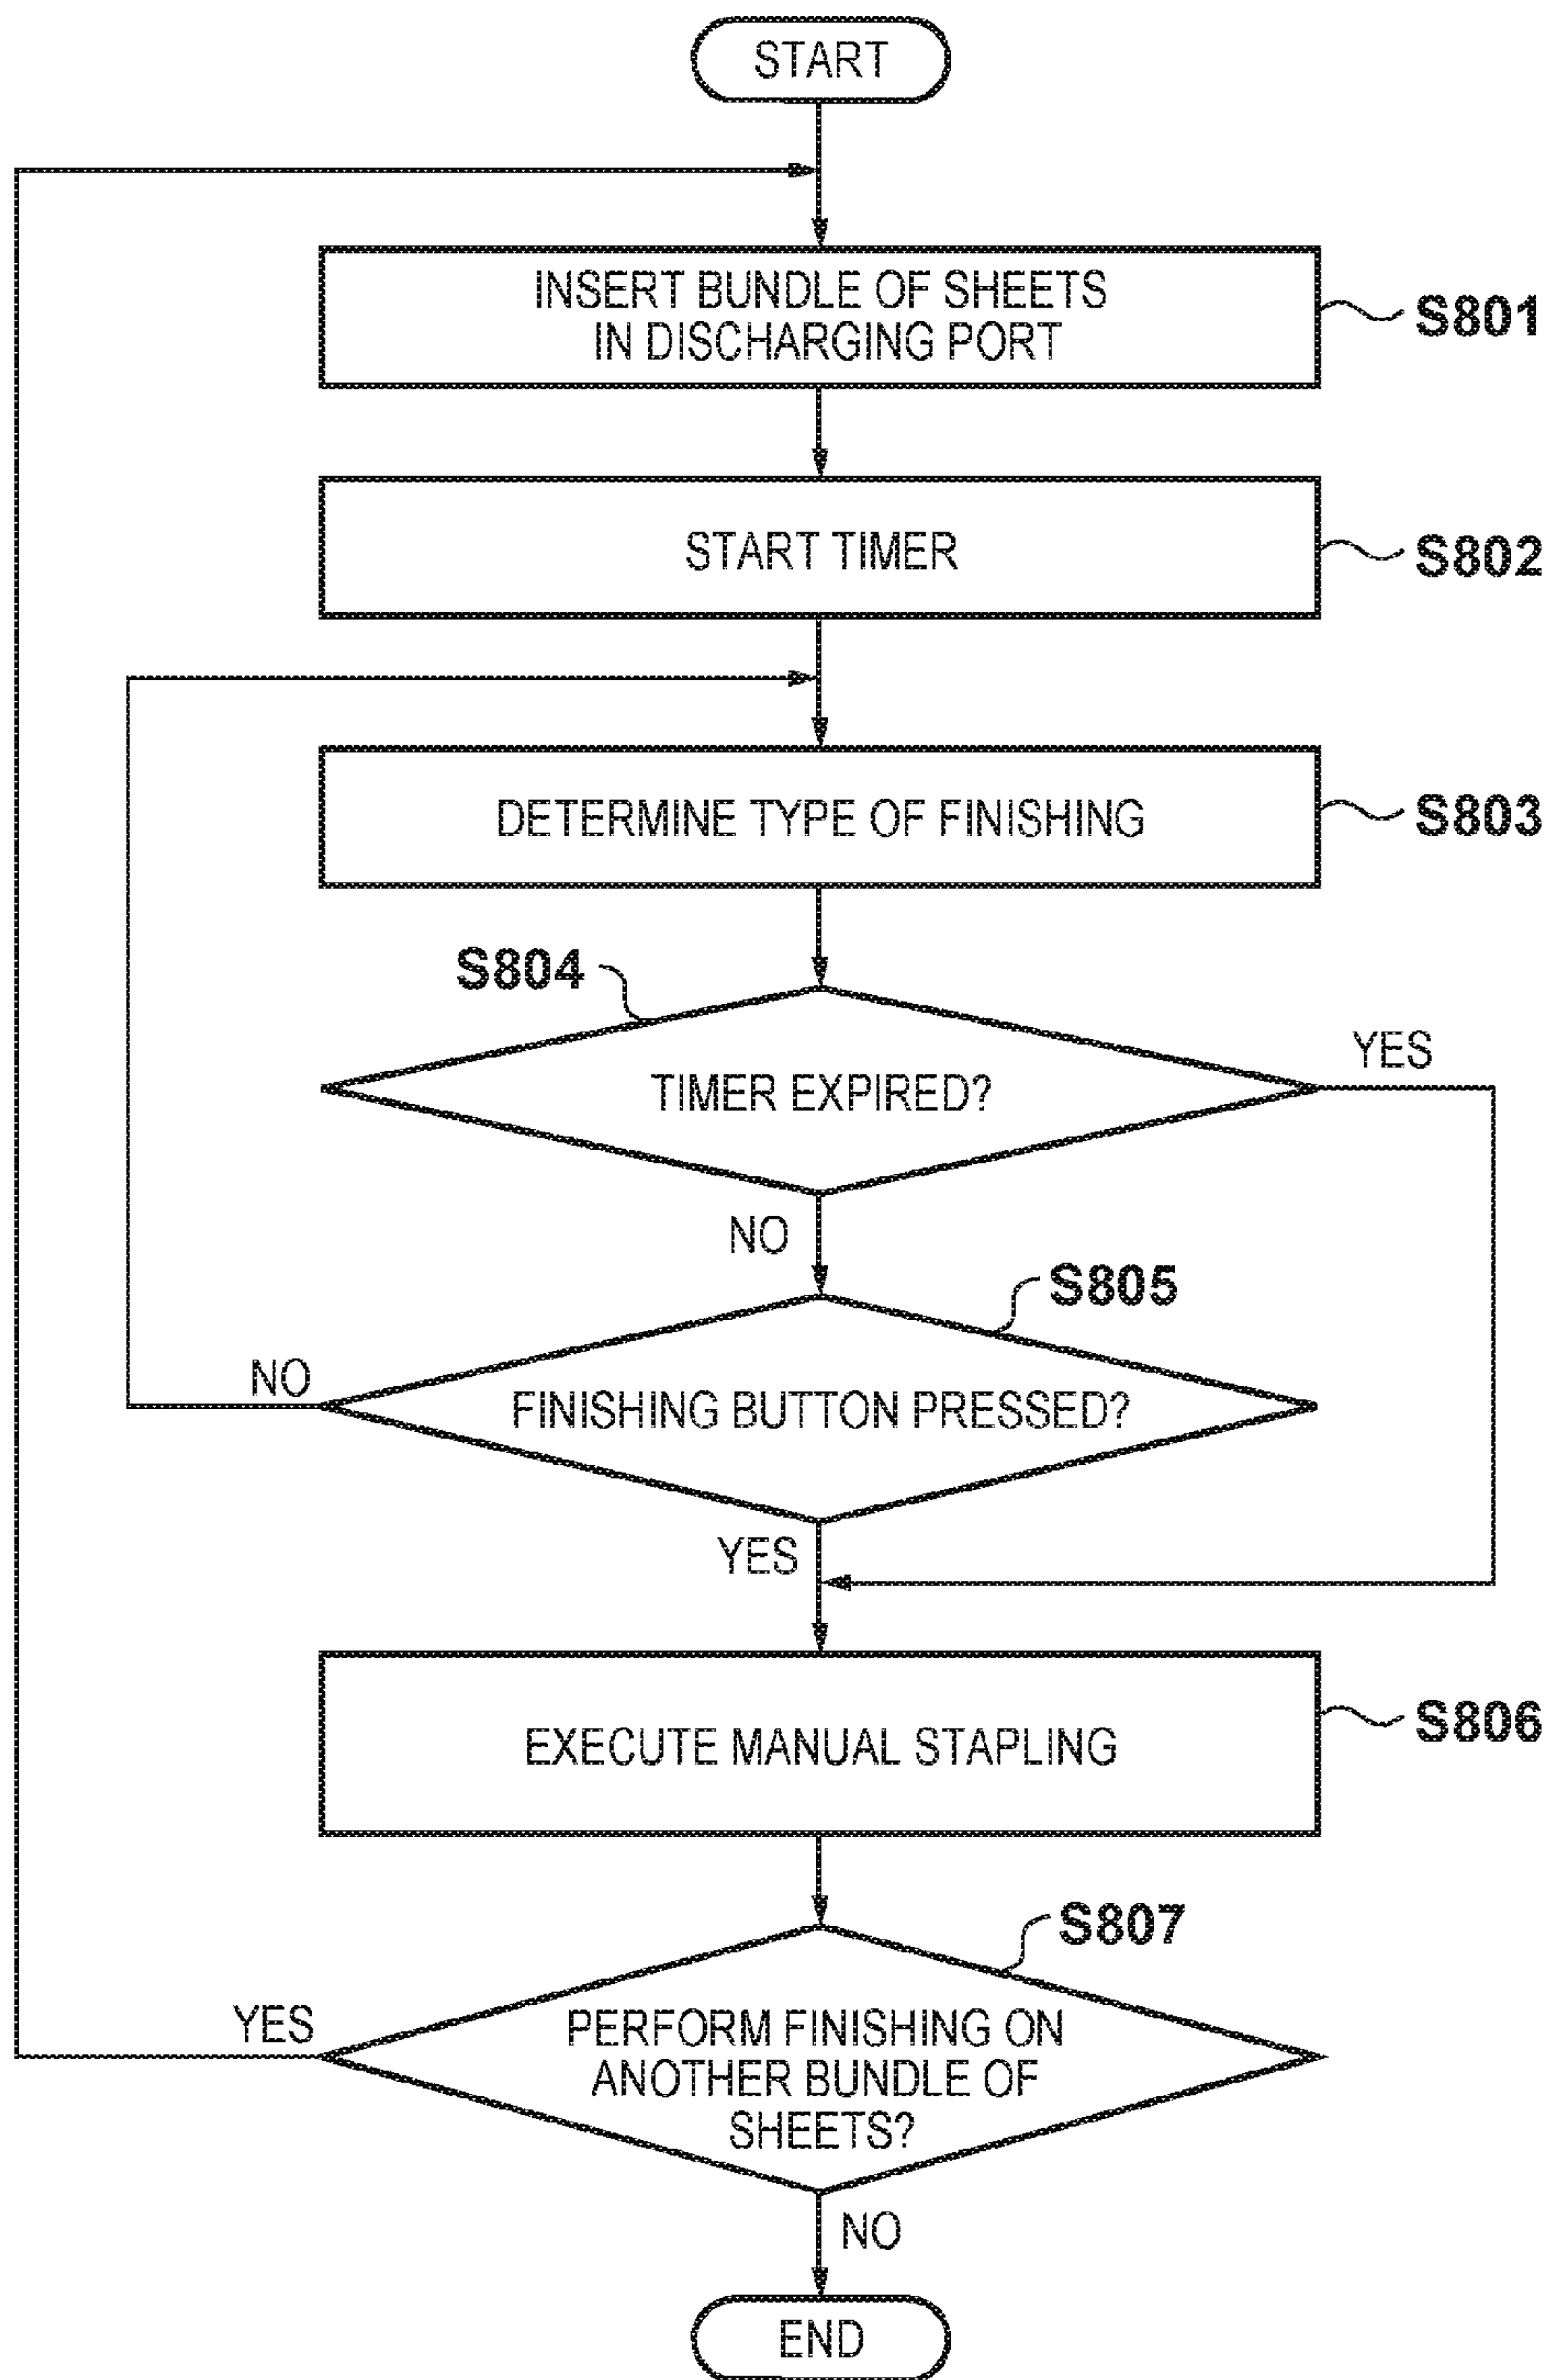 START
INSERT BUNDLE OF SHEETS
IN DISCHARGING PORT
S801
START TIMER
S802
DETERMINE TYPE OF FINISHING
S803
S804
TIMER EXPIRED?
YES
NO
S805
FINISHING BUTTON PRESSED?
NO
YES
EXECUTE MANUAL STAPLING
S806
S807
PERFORM FINISHING ON
ANOTHER BUNDLE OF
SHEETS?
YES
NO
END